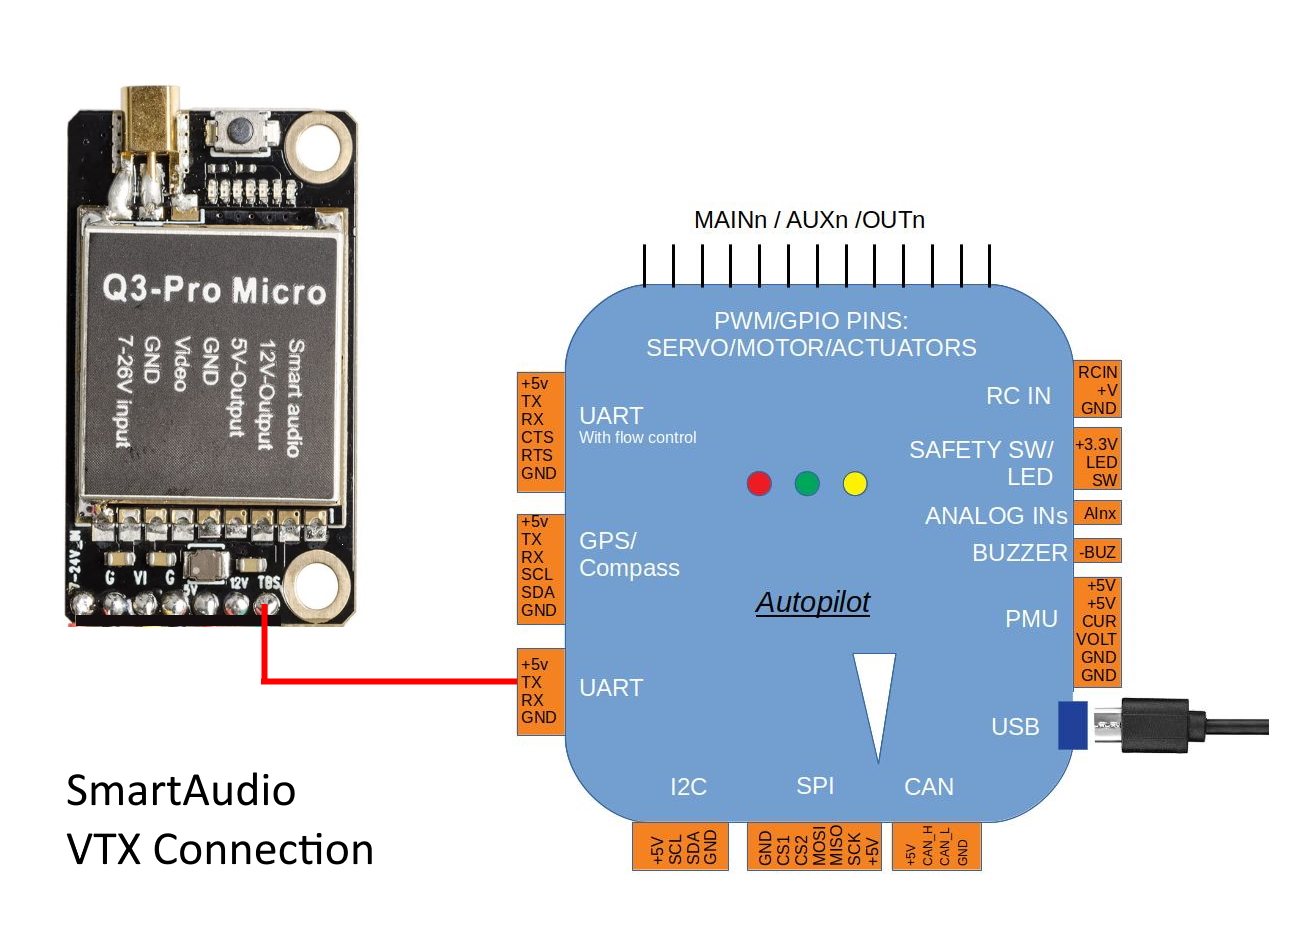 MAINn / AUXn /OUTn
Q3-Pro Micro
Smart audio
12V-Output
5V-Output
GND
Video
GND
7-26V input
7-24V_IN
G
VI
G
5V
12V
TBS
PWM/GPIO PINS:
SERVO/MOTOR/ACTUATORS
+5v
TX
RX
CTS
RTS
GND
UART
With flow control
+5v
TX
RX
SCL
SDA
GND
GPS/
Compass
+5v
TX
RX
GND
UART
Autopilot
RC IN
RCIN
+V
GND
SAFETY SW/
LED
+3.3V
LED
SW
ANALOG INs
AInx
BUZZER
-BUZ
PMU
+5V
+5V
CUR
VOLT
GND
GND
USB
I2C
SPI
CAN
+5V
SCL
SDA
GND
GND
CS1
CS2
MOSI
MISO
SCK
+5V
+5V
CAN_H
CAN_L
GND
SmartAudio
VTX Connection